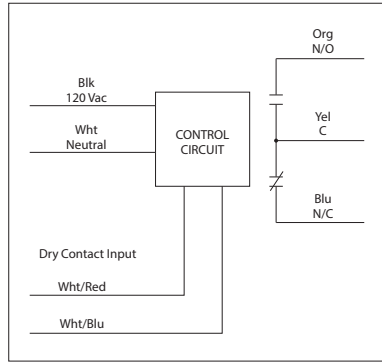 Org
N/O
Blk
120 Vac
Yel
C
Wht
Neutral
CONTROL
CIRCUIT
Blu
N/C
Dry Contact Input
Wht/Red
Wht/Blu